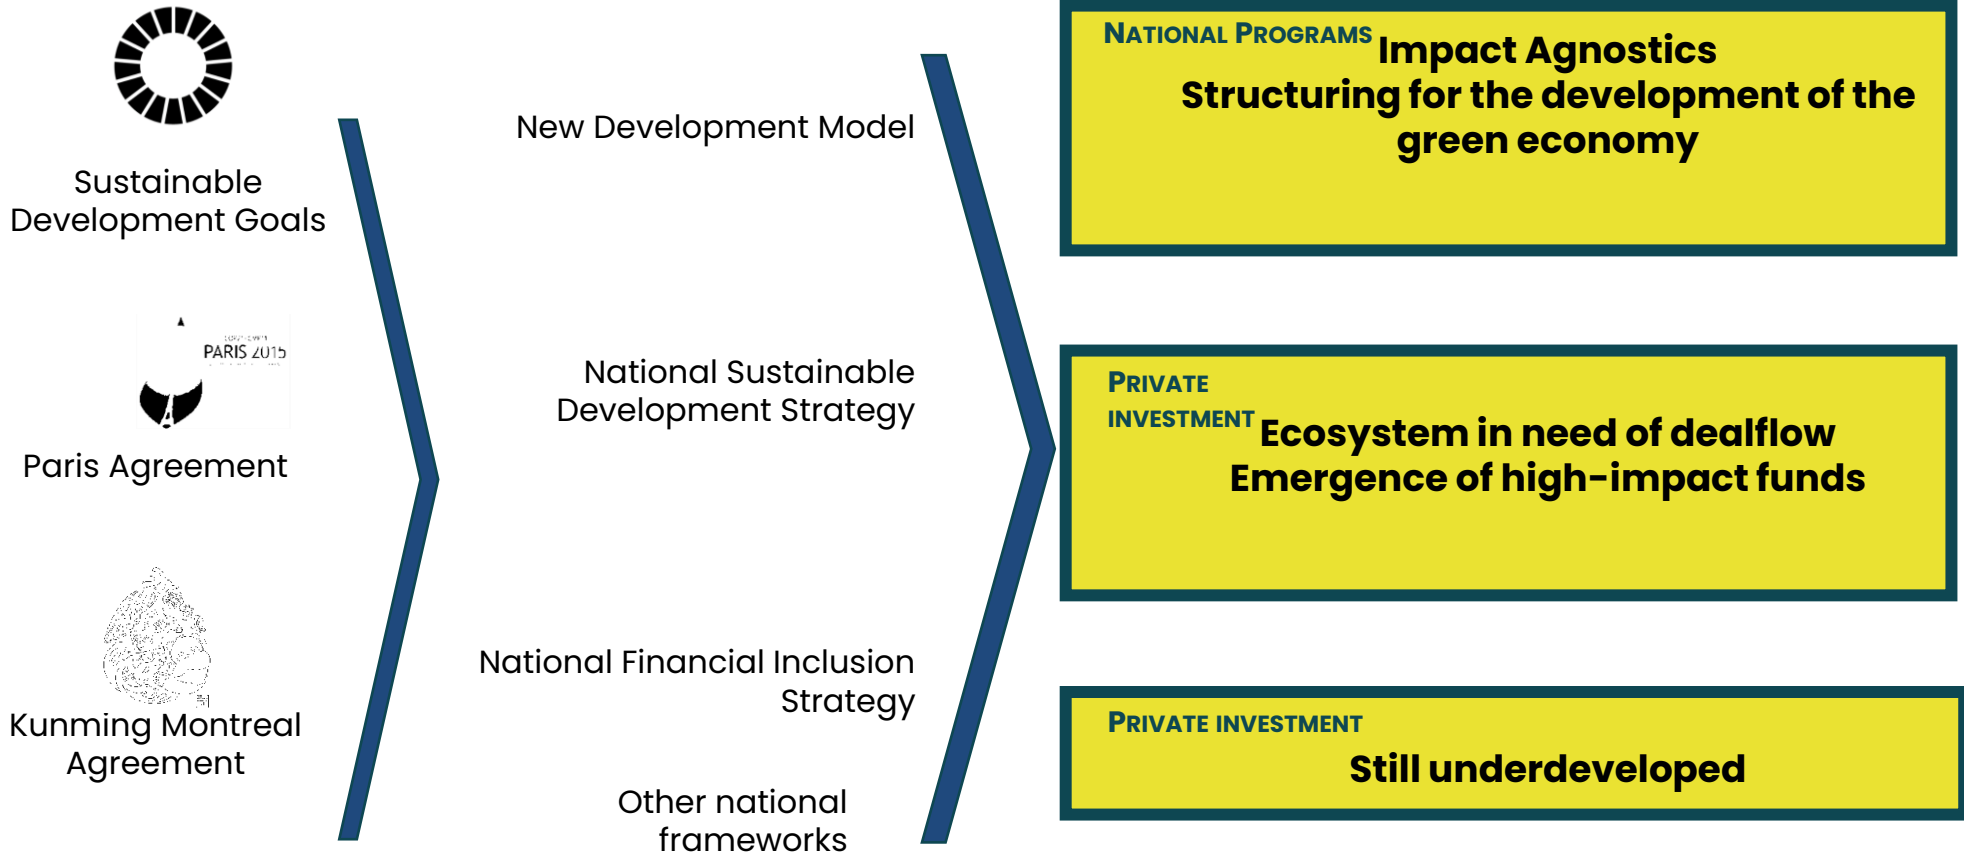 Sustainable
Development Goals
PARIS 2015
Paris Agreement
Kunming Montreal
Agreement
New Development Model
National Sustainable
Development Strategy
National Financial Inclusion
Strategy
Other national
frameworks
NATIONAL PROGRAMS
Impact Agnostics
Structuring for the development of the
green economy
PRIVATE
INVESTMENT
Ecosystem in need of dealflow
Emergence of high-impact funds
PRIVATE INVESTMENT
Still underdeveloped